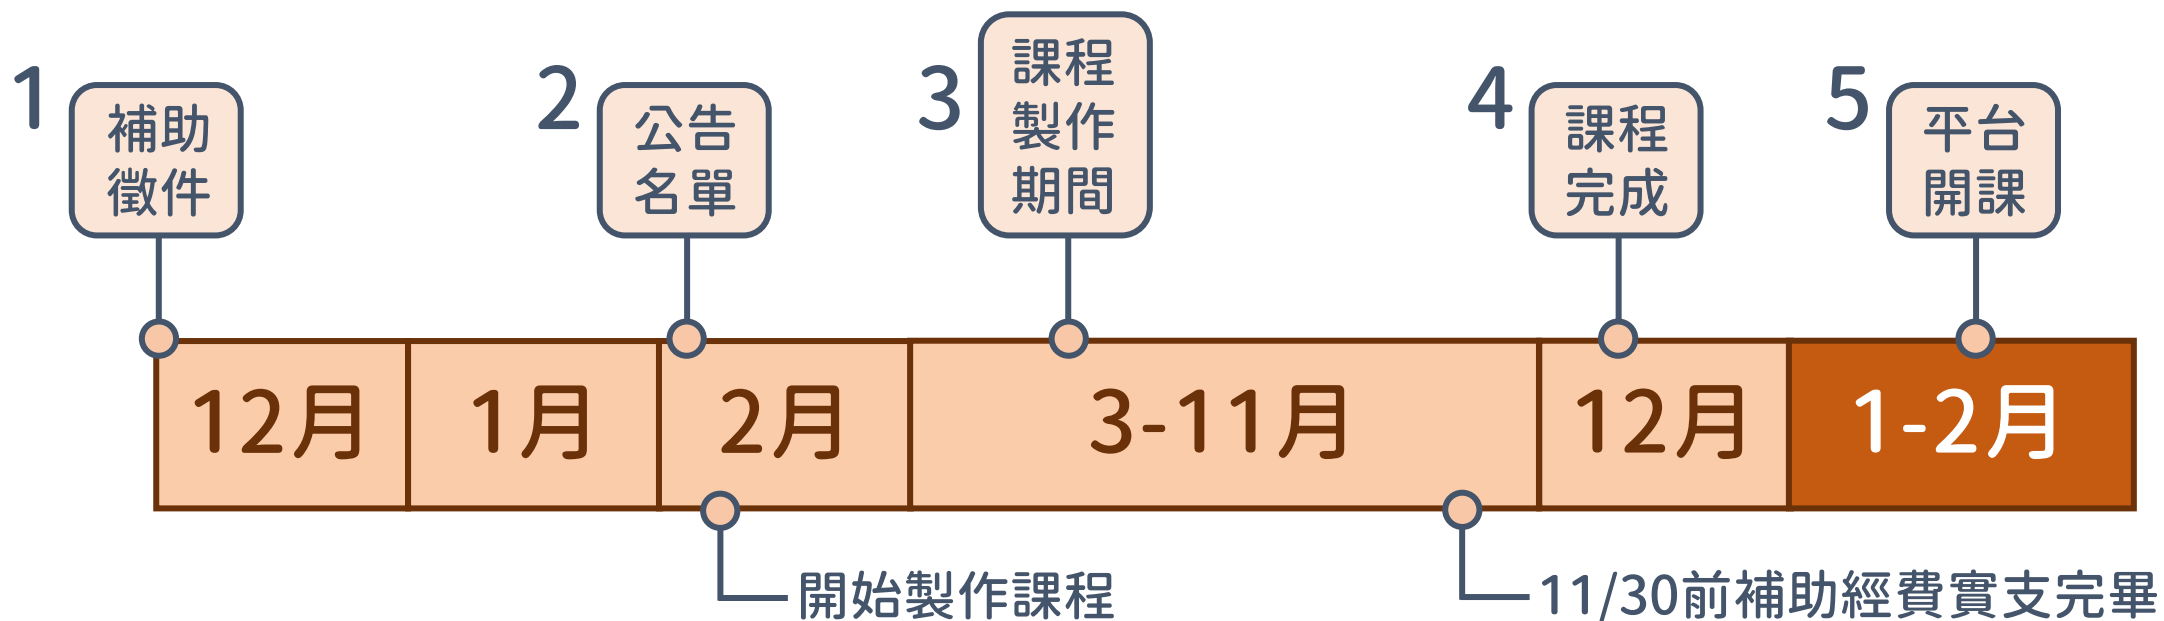 1
補助
徵件
2
公告
名單
3
課程
製作
期間
4
課程
完成
5
平台
開課
12月
1月
2月
3-11月
12月
1-2月
開始製作課程
11/30前補助經費實支完畢